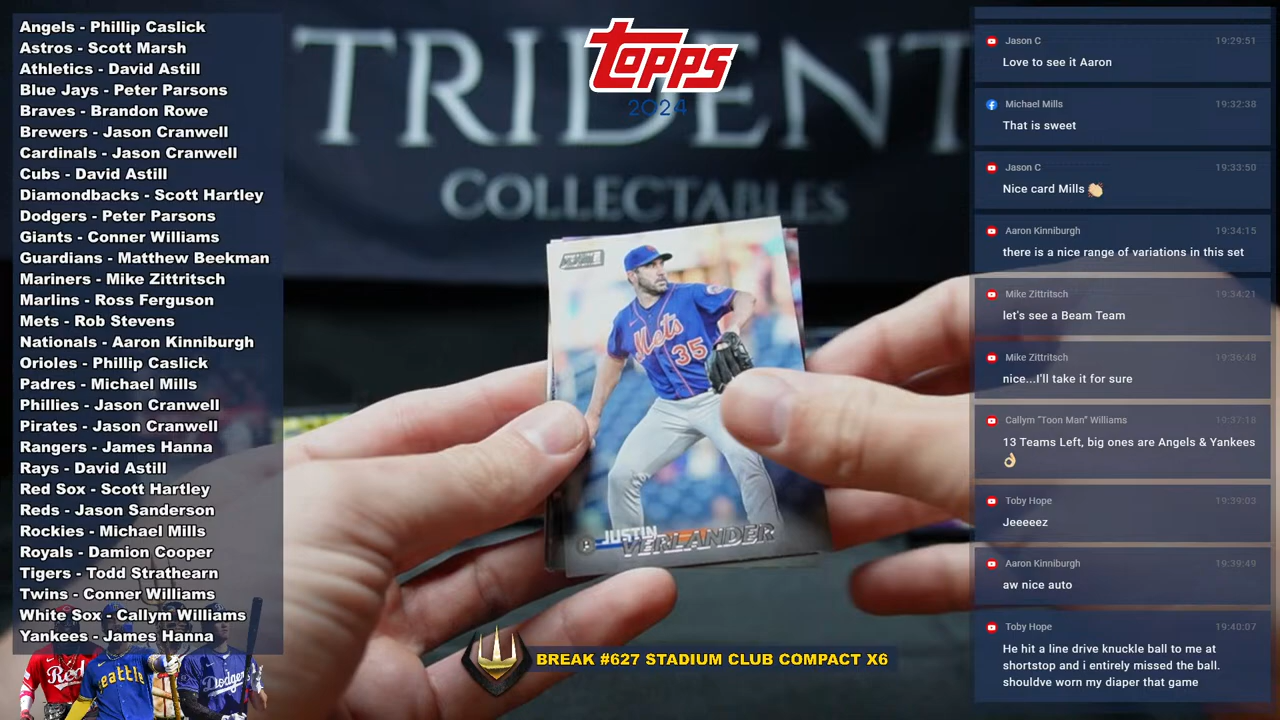 Angels - Phillip Caslick
Astros - Scott Marsh
Athletics - David Astill
Blue Jays - Peter Parsons
Braves - Brandon Rowe
Brewers - Jason Cranwell
Cardinals - Jason Cranwell
Cubs - David Astill
Diamondbacks - Scott Hartley
Dodgers - Peter Parsons
Giants - Conner Williams
Guardians - Matthew Beekman
Mariners - Mike Zittritsch
Marlins - Ross Ferguson
Mets - Rob Stevens
Nationals - Aaron Kinniburgh
Orioles - Phillip Caslick
Padres - Michael Mills
Phillies - Jason Cranwell
Pirates - Jason Cranwell
Rangers - James Hanna
Rays - David Astill
Red Sox - Scott Hartley
Reds - Jason Sanderson
Rockies - Michael Mills
Royals - Damion Cooper
Tigers - Todd Strathearn
Twins - Conner Williams
White Sox - Callym Williams
Yankees - James Hanna
Reds
Seattle
Dodgers
TRIDENT
COLLECTABLES
topps
2024
Mets
35
JUSTIN
VERLANDER
P
BREAK #627 STADIUM CLUB COMPACT X6
Jason C 19:29:51
Love to see it Aaron
Michael Mills 19:32:38
That is sweet
Jason C 19:33:50
Nice card Mills 👏🏻
Aaron Kinniburgh 19:34:15
there is a nice range of variations in this set
Mike Zittritsch 19:34:21
let's see a Beam Team
Mike Zittritsch 19:36:48
nice...I'll take it for sure
Callym "Toon Man" Williams 19:37:18
13 Teams Left, big ones are Angels & Yankees
👌🏼
Toby Hope 19:39:03
Jeeeeez
Aaron Kinniburgh 19:39:49
aw nice auto
Toby Hope 19:40:07
He hit a line drive knuckle ball to me at
shortstop and i entirely missed the ball.
shouldve worn my diaper that game